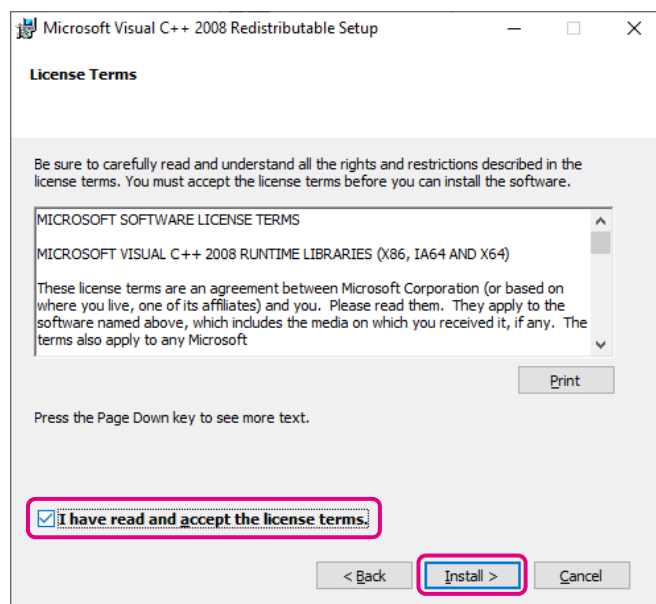 Microsoft Visual C++ 2008 Redistributable Setup
License Terms
Be sure to carefully read and understand all the rights and restrictions described in the
license terms. You must accept the license terms before you can install the software.
MICROSOFT SOFTWARE LICENSE TERMS
MICROSOFT VISUAL C++ 2008 RUNTIME LIBRARIES (X86, IA64 AND X64)
These license terms are an agreement between Microsoft Corporation (or based on
where you live, one of its affiliates) and you.  Please read them.  They apply to the
software named above, which includes the media on which you received it, if any.  The
terms also apply to any Microsoft
Print
Press the Page Down key to see more text.
I have read and accept the license terms.
< Back
Install >
Cancel